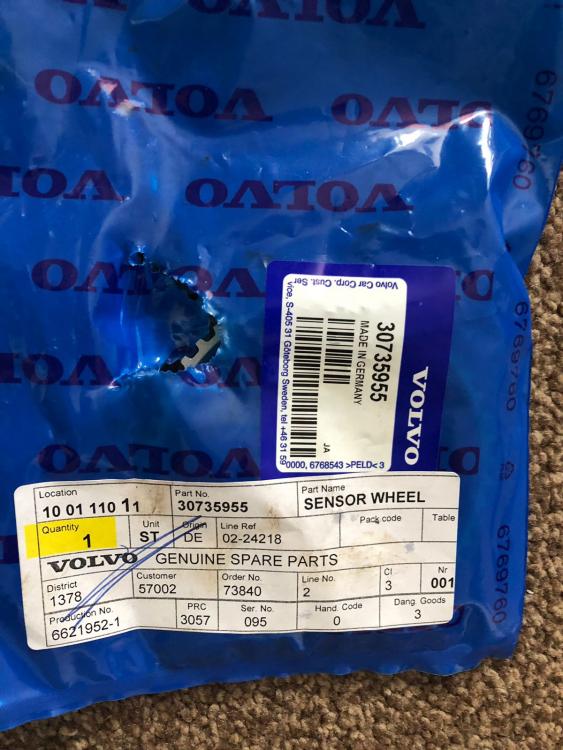 VOLVO
VOLVO
VOLVO
VOLVO
VOLVO
VOLVO
6769760
6769760
6769760
VOLVO
30735955
MADE IN GERMANY
JA
Volvo Car Corp. Cust. Ser
vice, S-405 31 Göteborg Sweden, tel +46 31 59
0000, 6768543 >PELD< 3
Location
10 01 110 11
Part No.
30735955
Part Name
SENSOR WHEEL
Quantity
1
Unit
ST
Origin
DE
Line Ref
02-24218
Pack code
Table
VOLVO GENUINE SPARE PARTS
District
1378
Customer
57002
Order No.
73840
Line No.
2
Cl
3
Nr
001
Production No.
6621952-1
PRC
3057
Ser. No.
095
Hand. Code
0
Dang. Goods
3